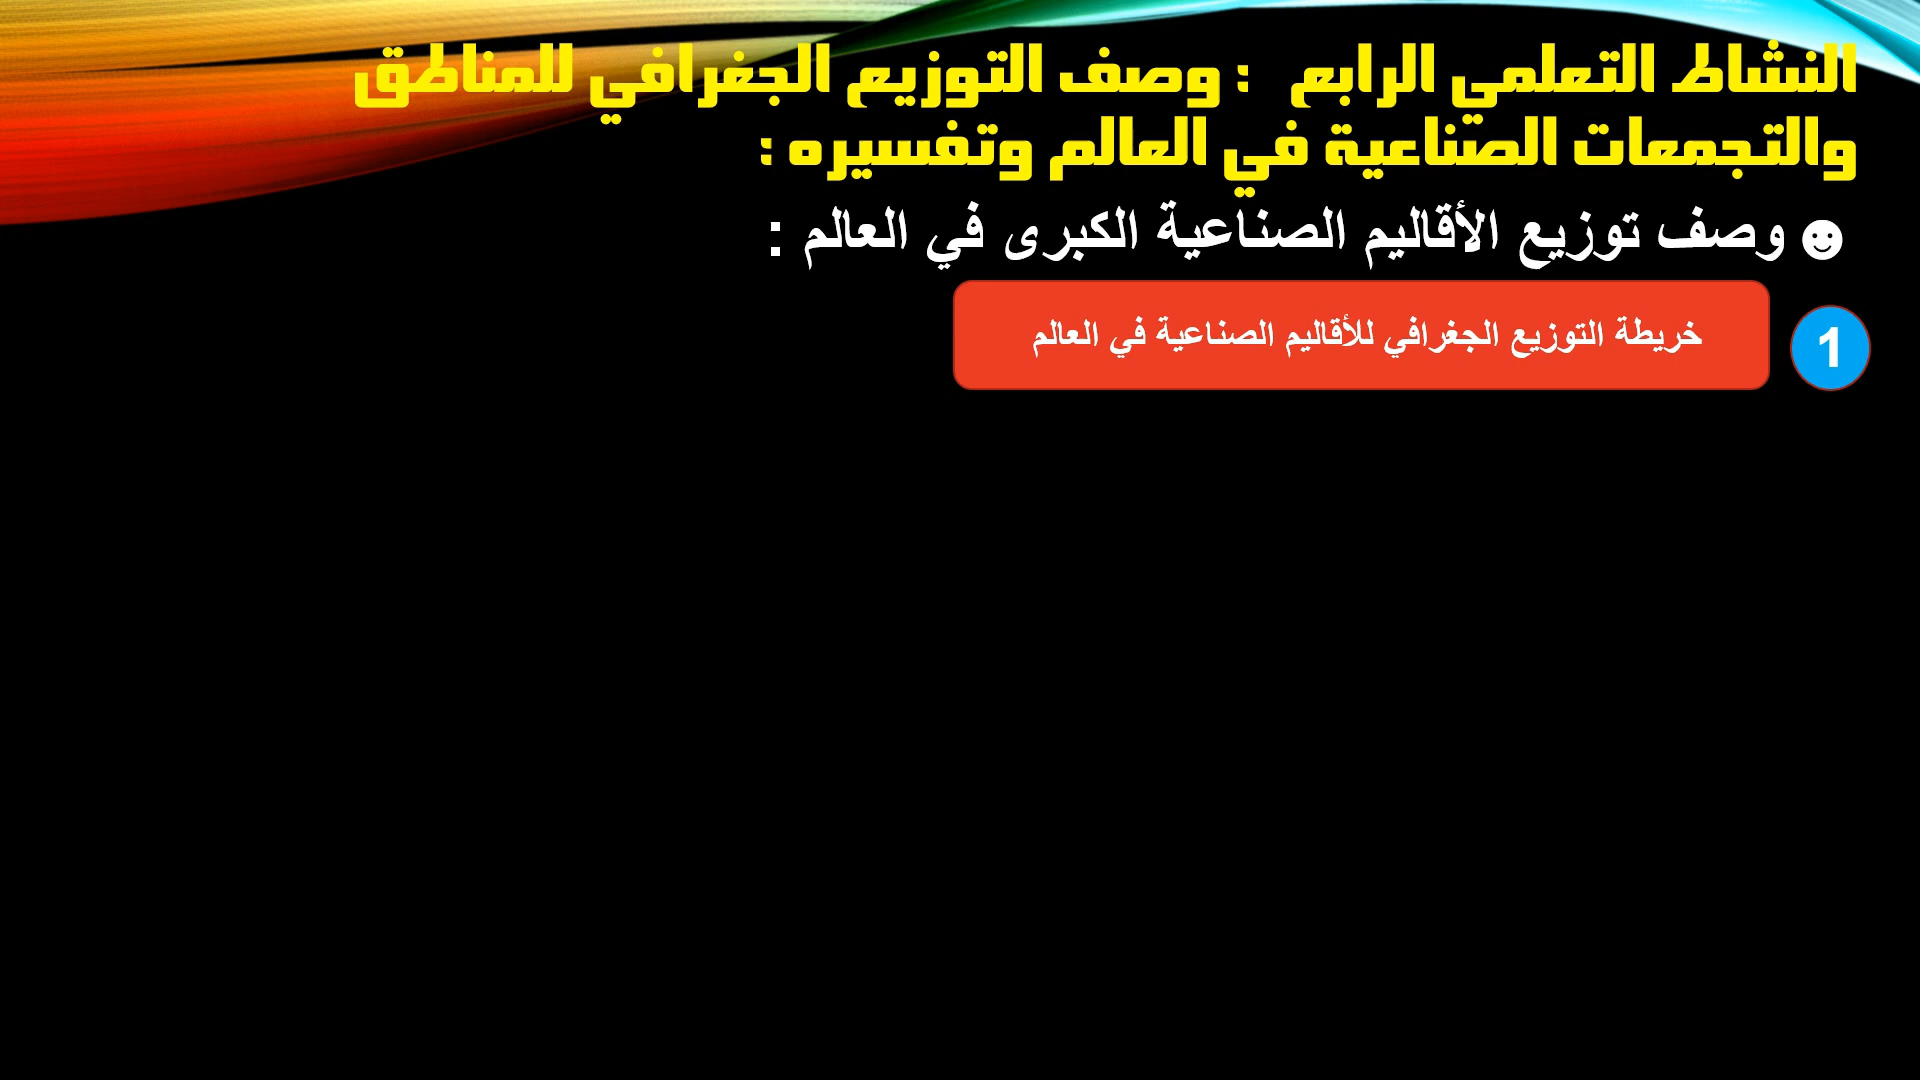 النشاط التعلمي الرابع : وصف التوزيع الجغرافي للمناطق
والتجمعات الصناعية في العالم وتفسيره :
☻وصف توزيع الأقاليم الصناعية الكبرى في العالم :
1
خريطة التوزيع الجغرافي للأقاليم الصناعية في العالم